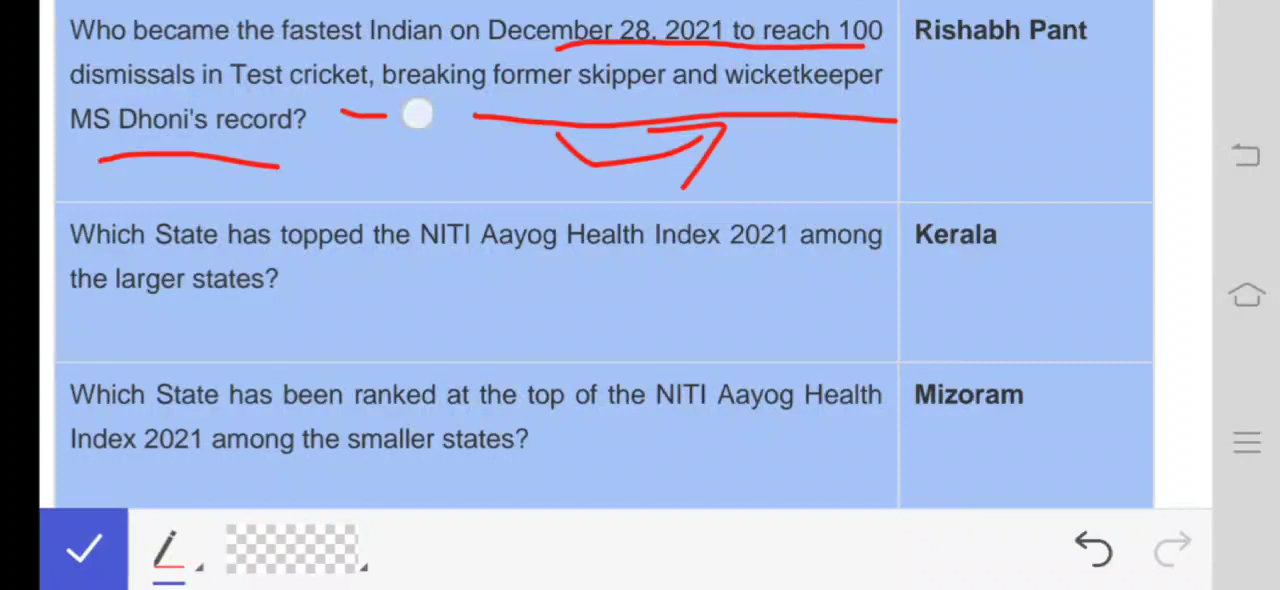 Who became the fastest Indian on December 28, 2021 to reach 100
dismissals in Test cricket, breaking former skipper and wicketkeeper
MS Dhoni's record?
Rishabh Pant
Which State has topped the NITI Aayog Health Index 2021 among
the larger states?
Kerala
Which State has been ranked at the top of the NITI Aayog Health
Index 2021 among the smaller states?
Mizoram